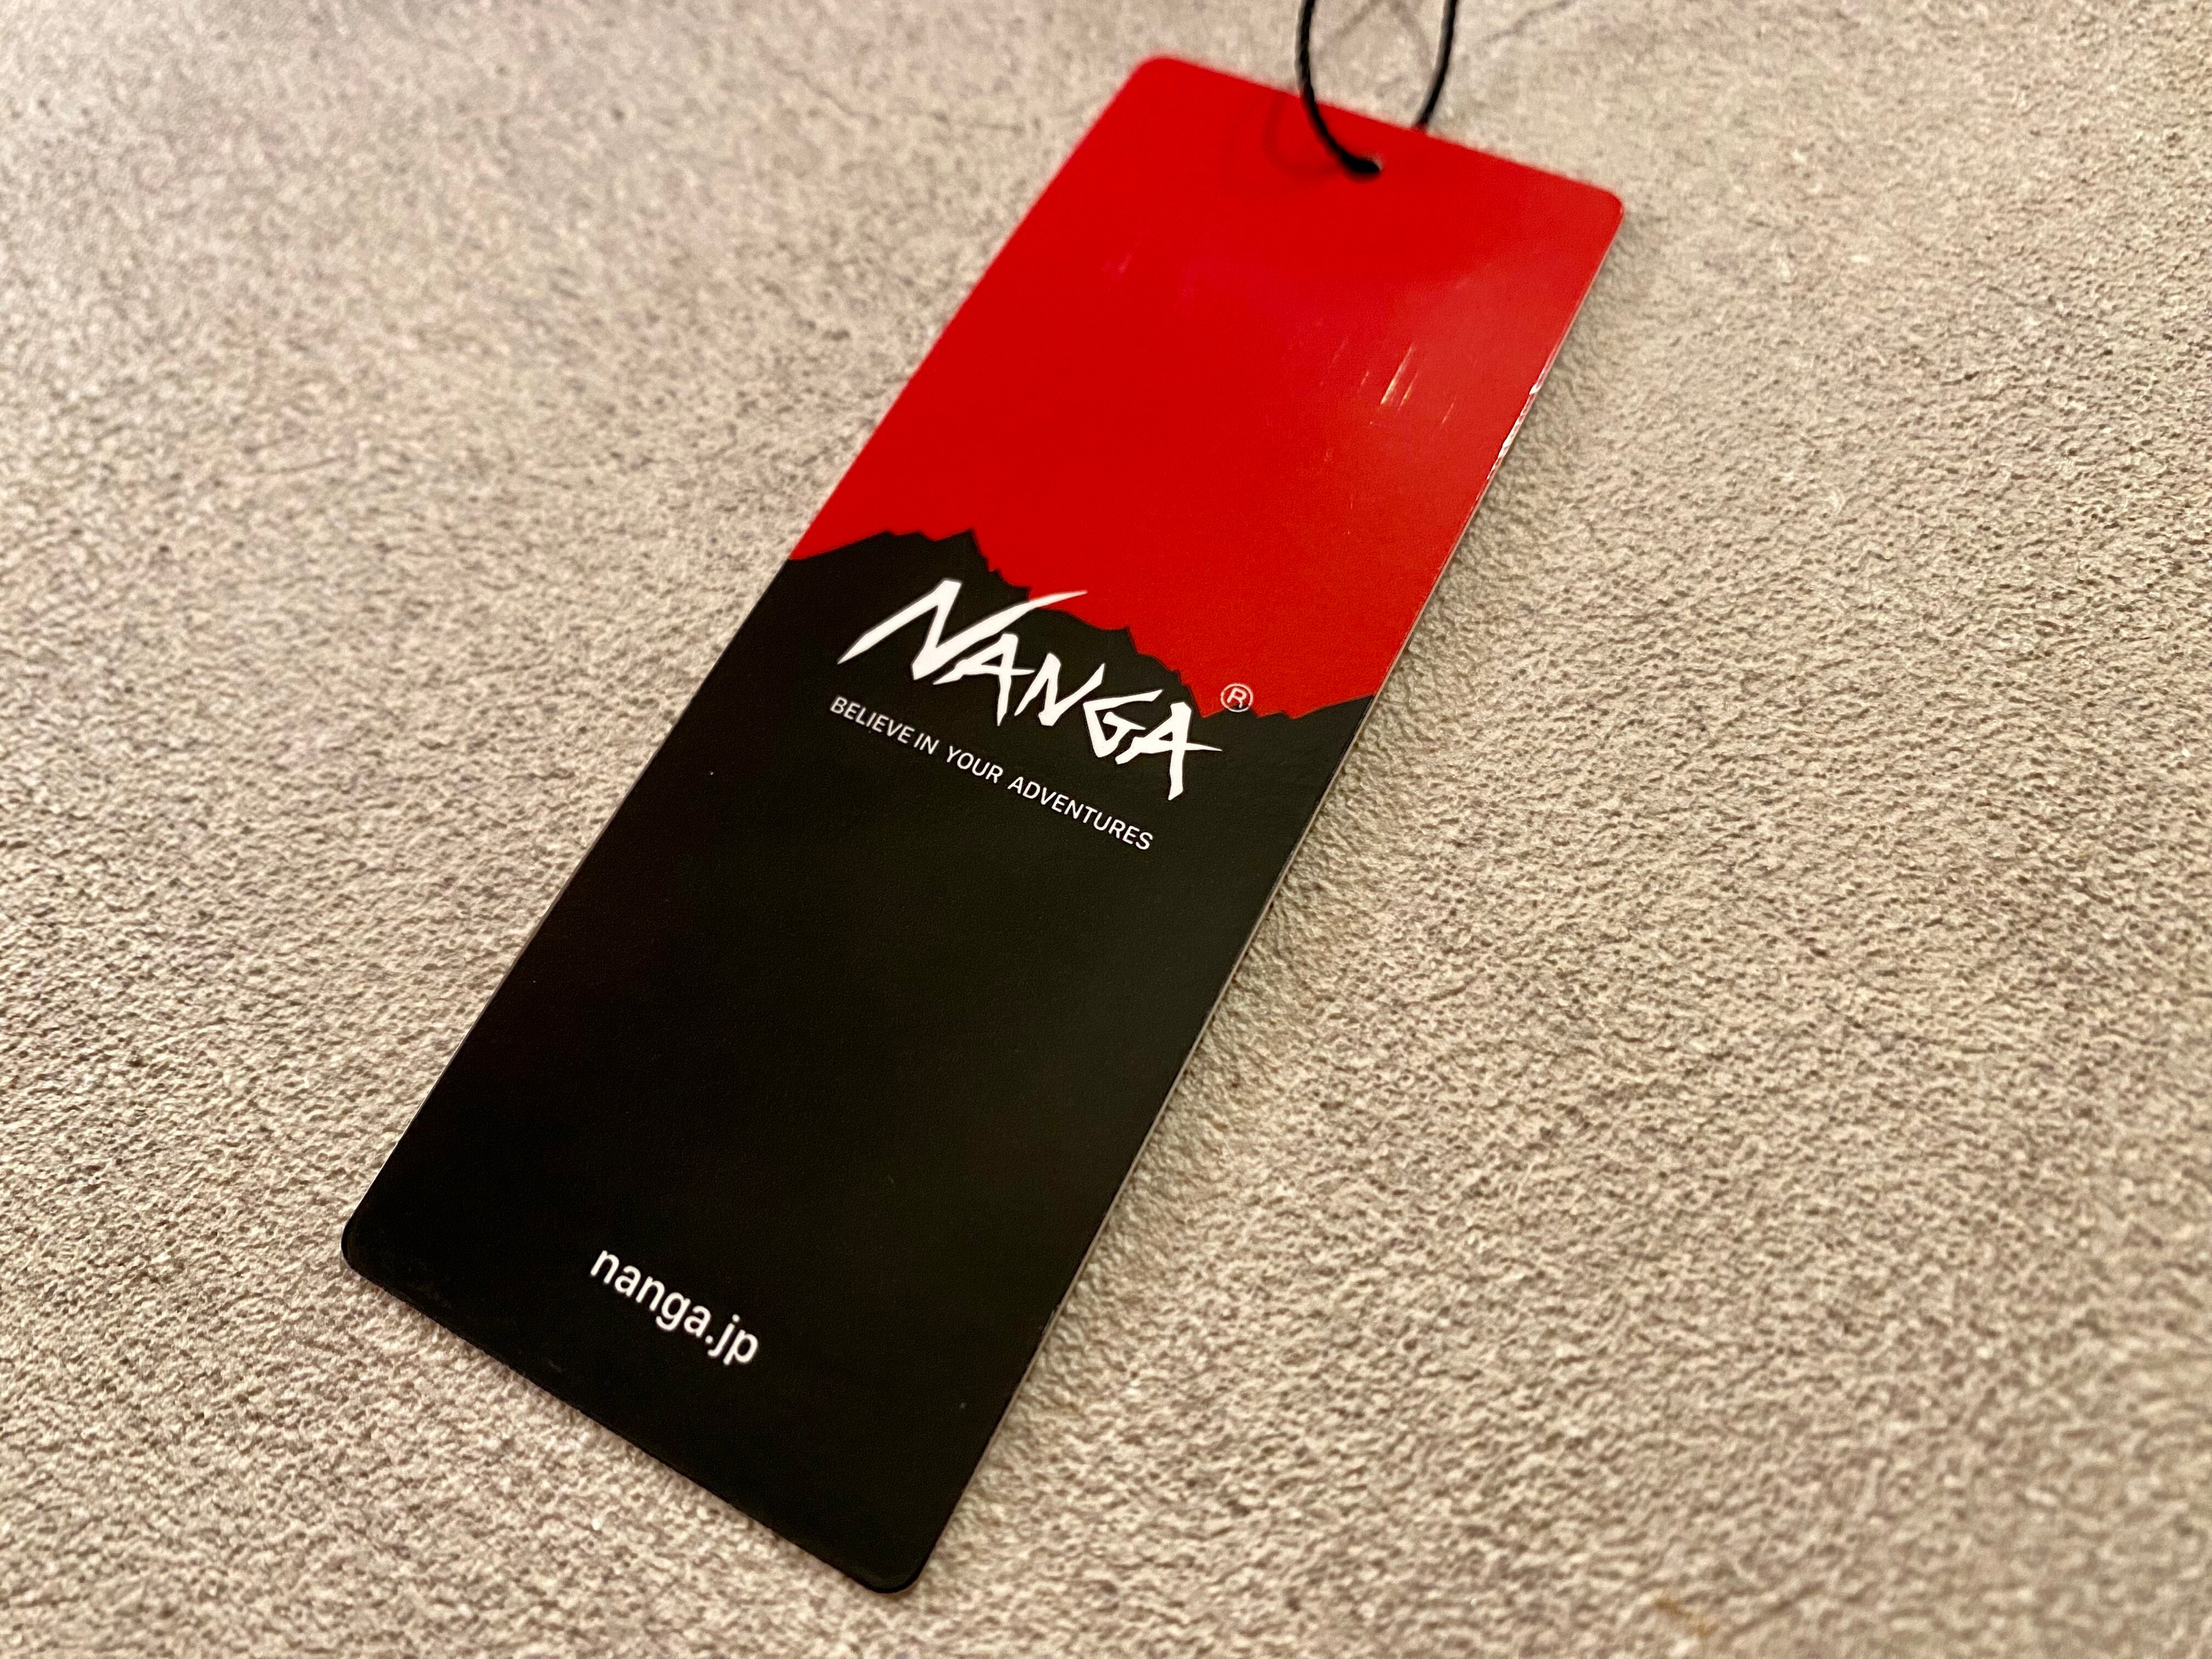 NANGA®
BELIEVE IN YOUR ADVENTURES
nanga.jp